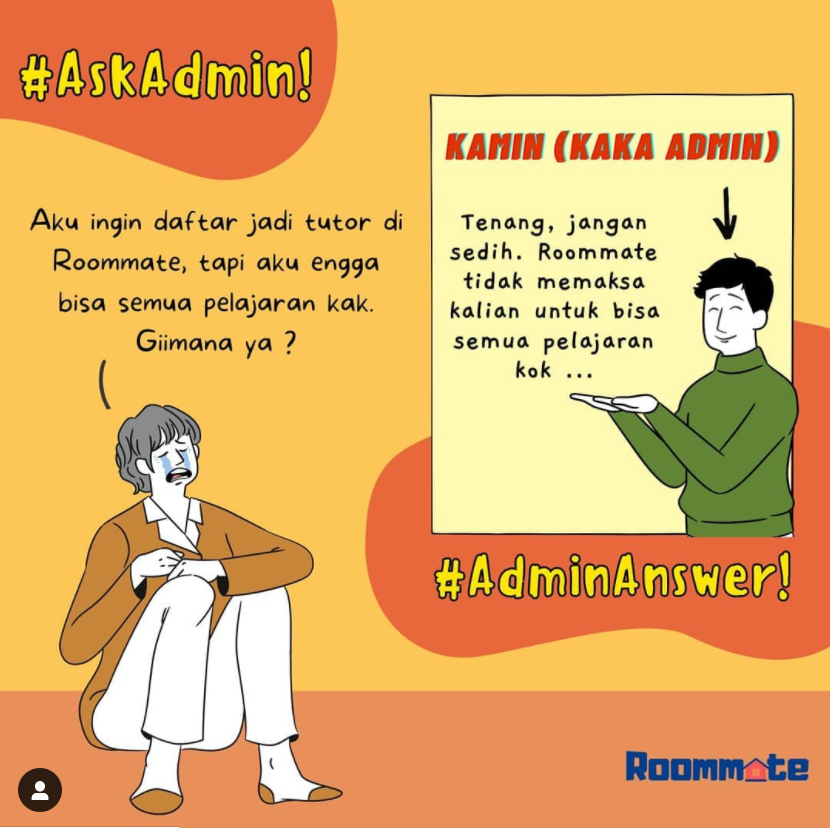 #AskAdmin!
Aku ingin daftar jadi tutor di
Roommate, tapi aku engga
bisa semua pelajaran kak.
Giimana ya ?
KAMIN (KAKA ADMIN)
Tenang, jangan
sedih. Roommate
tidak memaksa
kalian untuk bisa
semua pelajaran
kok ...
#AdminAnswer!
Roommate